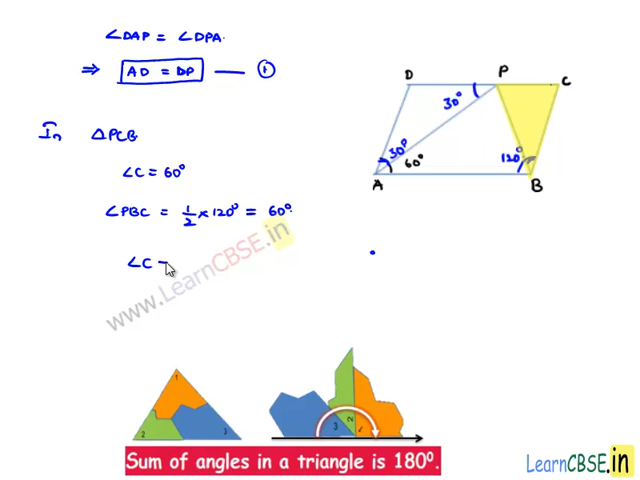 ∠DAP = ∠DPA.
⇒ AD = DP — ①
In △PCB
∠C = 60°
∠PBC = 1/2 × 120° = 60°.
∠C =
D P C
30°
30°
60°
120°
A B
www.LearnCBSE.in
1
2 3
3 2 1
Sum of angles in a triangle is 180°.
LearnCBSE.in